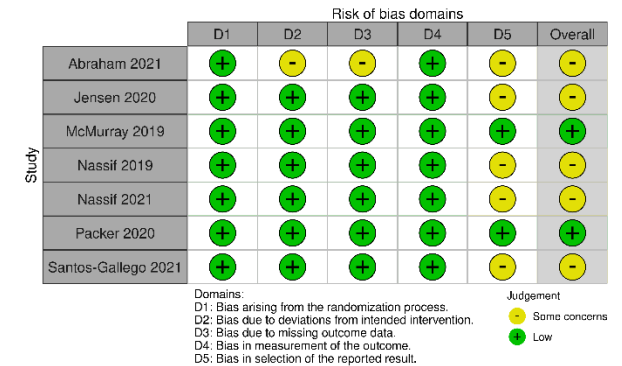 Risk of bias domains
D1 D2 D3 D4 D5 Overall
Study
Abraham 2021 + - - + - -
Jensen 2020 + + + + - -
McMurray 2019 + + + + + +
Nassif 2019 + + + + - -
Nassif 2021 + + + + - -
Packer 2020 + + + + + +
Santos-Gallego 2021 + + + + - -
Domains:
D1: Bias arising from the randomization process.
D2: Bias due to deviations from intended intervention.
D3: Bias due to missing outcome data.
D4: Bias in measurement of the outcome.
D5: Bias in selection of the reported result.
Judgement
- Some concerns
+ Low